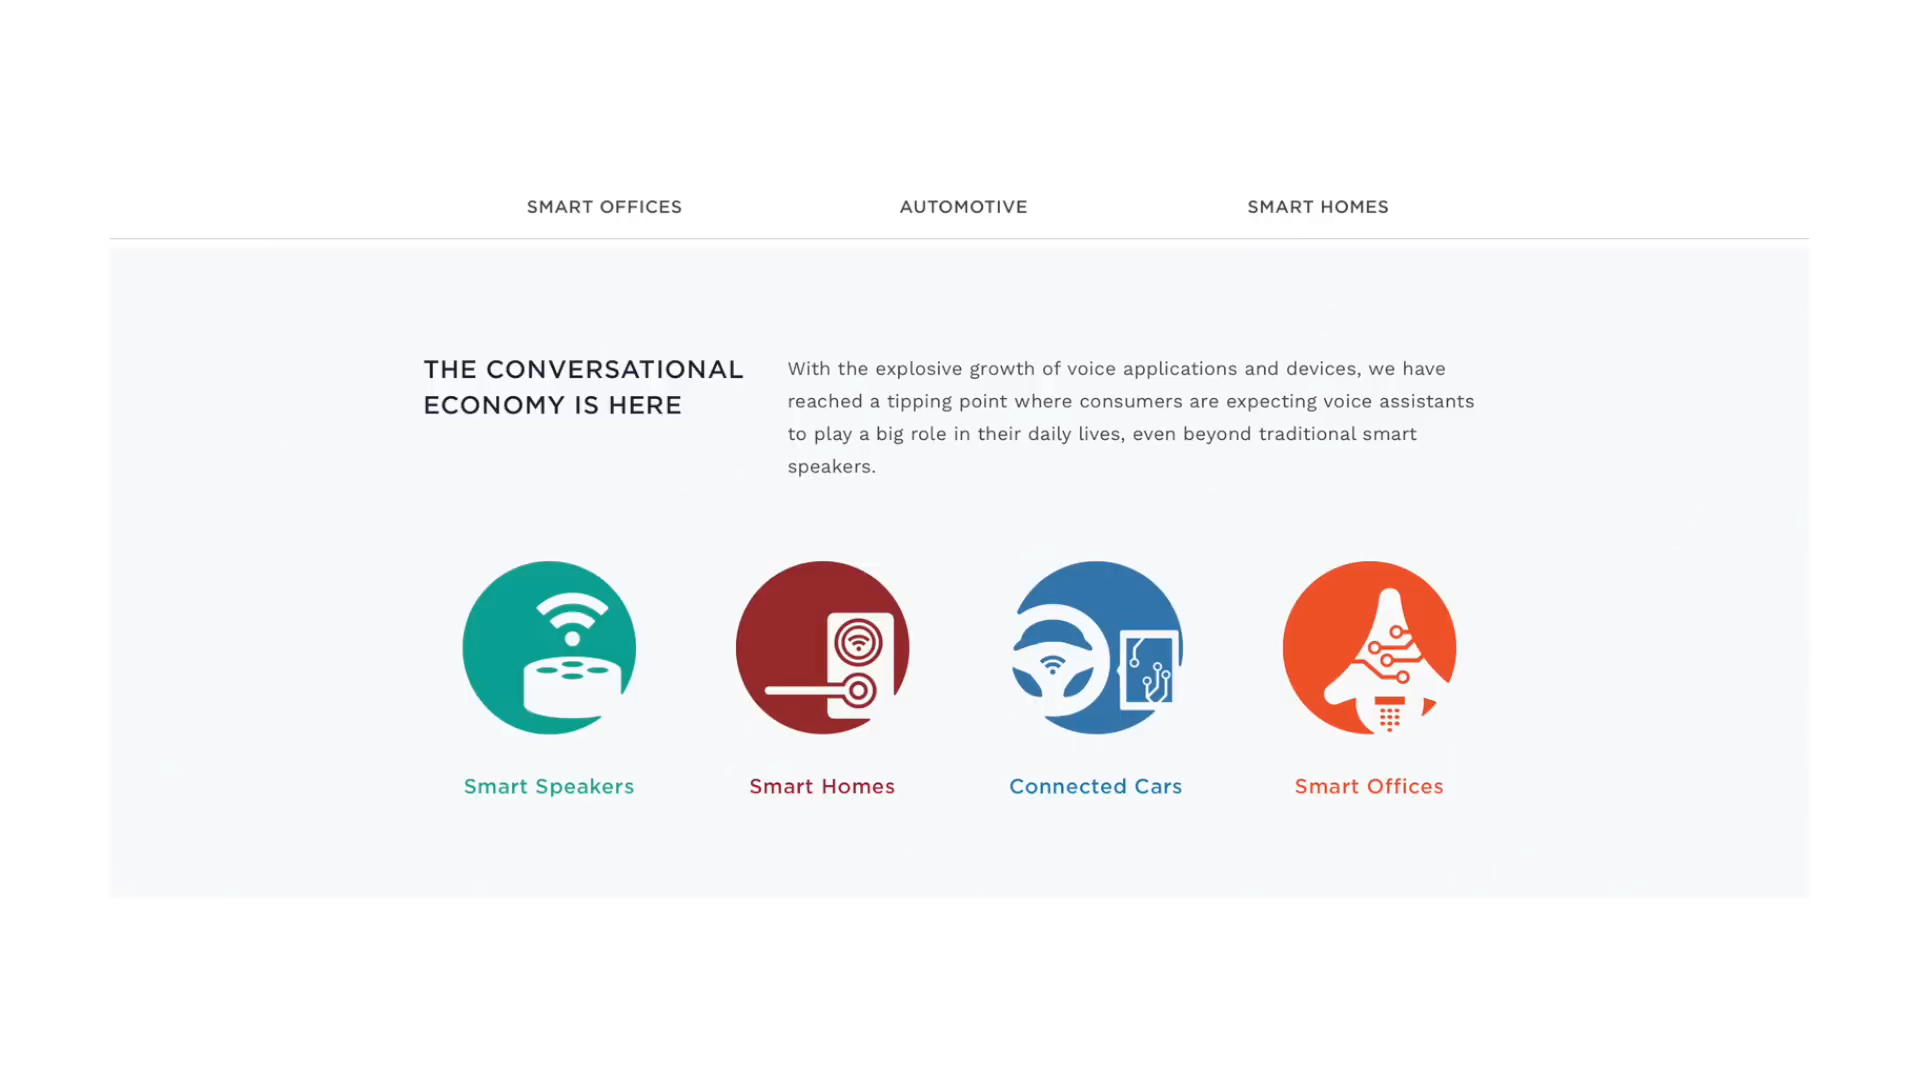 SMART OFFICES AUTOMOTIVE SMART HOMES
THE CONVERSATIONAL
ECONOMY IS HERE
With the explosive growth of voice applications and devices, we have
reached a tipping point where consumers are expecting voice assistants
to play a big role in their daily lives, even beyond traditional smart
speakers.
Smart Speakers Smart Homes Connected Cars Smart Offices